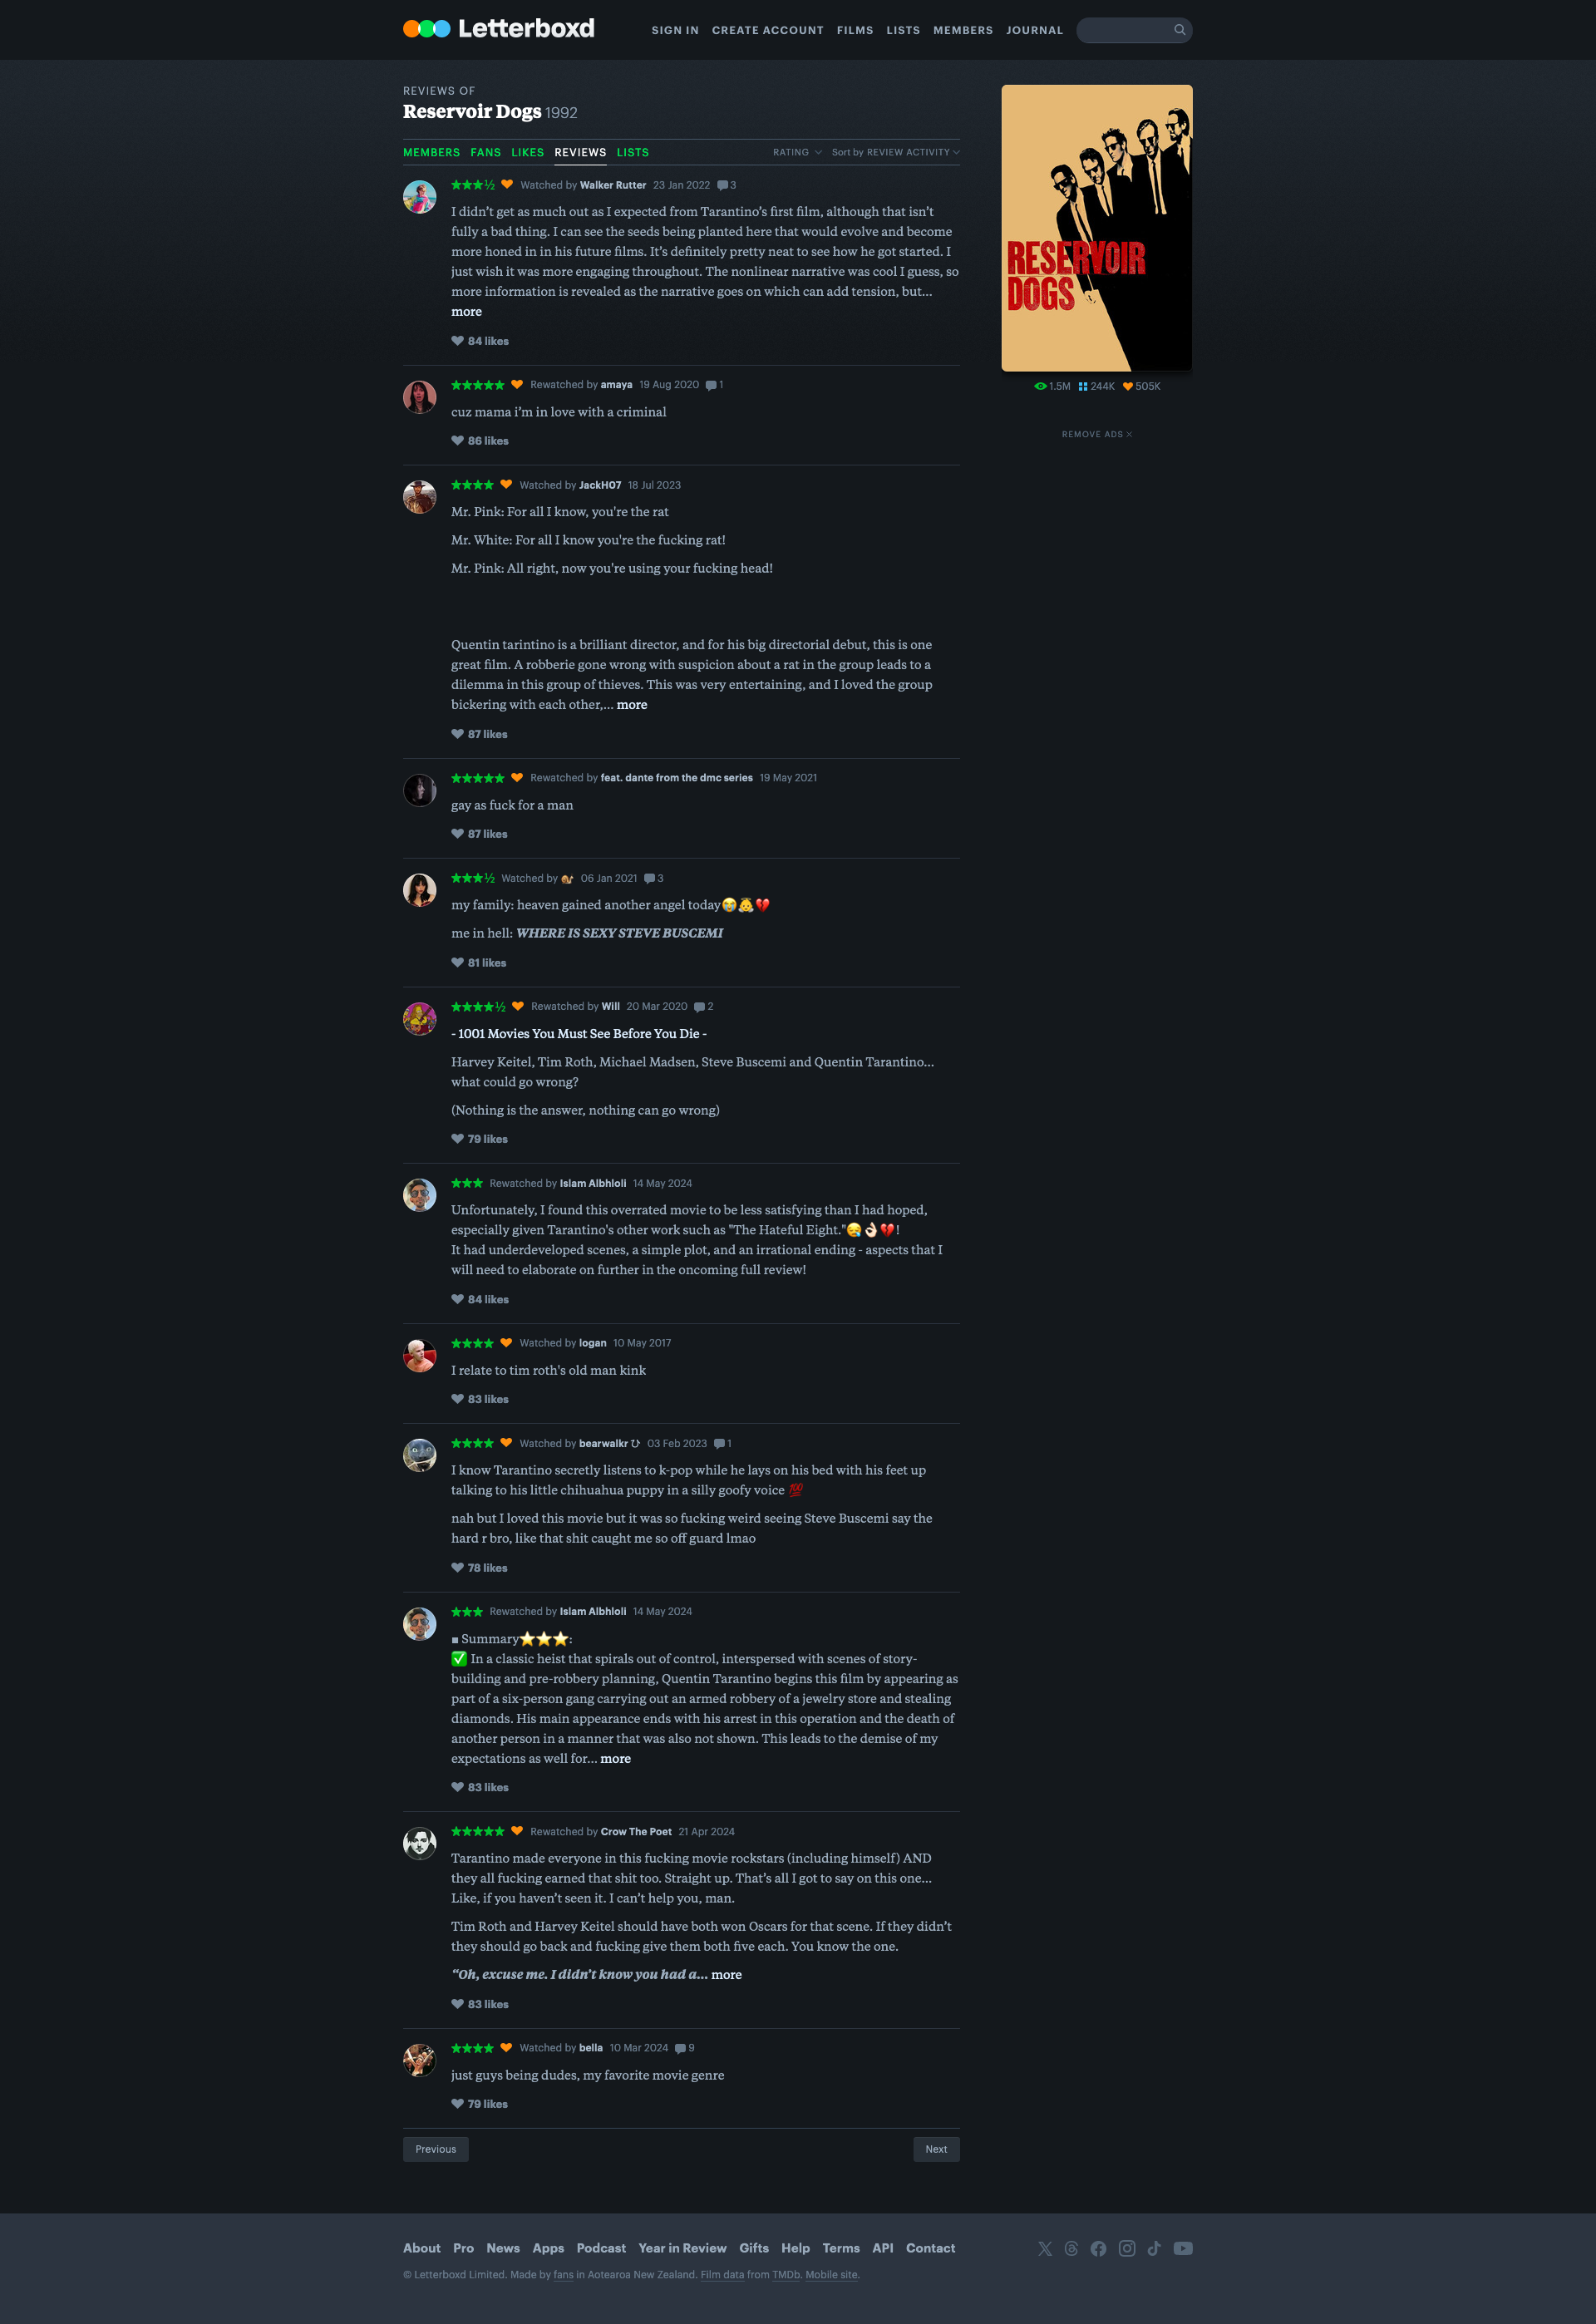 Letterboxd
SIGN IN CREATE ACCOUNT FILMS LISTS MEMBERS JOURNAL
REVIEWS OF
Reservoir Dogs 1992
MEMBERS FANS LIKES REVIEWS LISTS RATING Sort by REVIEW ACTIVITY
★★★½ Watched by Walker Rutter 23 Jan 2022 3
I didn’t get as much out as I expected from Tarantino’s first film, although that isn’t
fully a bad thing. I can see the seeds being planted here that would evolve and become
more honed in in his future films. It’s definitely pretty neat to see how he got started. I
just wish it was more engaging throughout. The nonlinear narrative was cool I guess, so
more information is revealed as the narrative goes on which can add tension, but…
more
84 likes
★★★★★ Rewatched by amaya 19 Aug 2020 1
cuz mama i’m in love with a criminal
86 likes
★★★★ Watched by JackH07 18 Jul 2023
Mr. Pink: For all I know, you're the rat
Mr. White: For all I know you're the fucking rat!
Mr. Pink: All right, now you're using your fucking head!
Quentin tarintino is a brilliant director, and for his big directorial debut, this is one
great film. A robberie gone wrong with suspicion about a rat in the group leads to a
dilemma in this group of thieves. This was very entertaining, and I loved the group
bickering with each other,… more
87 likes
★★★★★ Rewatched by feat. dante from the dmc series 19 May 2021
gay as fuck for a man
87 likes
★★★½ Watched by 🐌 06 Jan 2021 3
my family: heaven gained another angel today😭👼💔
me in hell: WHERE IS SEXY STEVE BUSCEMI
81 likes
★★★★½ Rewatched by Will 20 Mar 2020 2
- 1001 Movies You Must See Before You Die -
Harvey Keitel, Tim Roth, Michael Madsen, Steve Buscemi and Quentin Tarantino…
what could go wrong?
(Nothing is the answer, nothing can go wrong)
79 likes
★★★ Rewatched by Islam Albhloli 14 May 2024
Unfortunately, I found this overrated movie to be less satisfying than I had hoped,
especially given Tarantino's other work such as "The Hateful Eight."😪👌🏻💔!
It had underdeveloped scenes, a simple plot, and an irrational ending - aspects that I
will need to elaborate on further in the oncoming full review!
84 likes
★★★★ Watched by logan 10 May 2017
I relate to tim roth's old man kink
83 likes
★★★★ Watched by bearwalkr ひ 03 Feb 2023 1
I know Tarantino secretly listens to k-pop while he lays on his bed with his feet up
talking to his little chihuahua puppy in a silly goofy voice 💯
nah but I loved this movie but it was so fucking weird seeing Steve Buscemi say the
hard r bro, like that shit caught me so off guard lmao
78 likes
★★★ Rewatched by Islam Albhloli 14 May 2024
■ Summary⭐⭐⭐:
✅ In a classic heist that spirals out of control, interspersed with scenes of story-
building and pre-robbery planning, Quentin Tarantino begins this film by appearing as
part of a six-person gang carrying out an armed robbery of a jewelry store and stealing
diamonds. His main appearance ends with his arrest in this operation and the death of
another person in a manner that was also not shown. This leads to the demise of my
expectations as well for… more
83 likes
★★★★★ Rewatched by Crow The Poet 21 Apr 2024
Tarantino made everyone in this fucking movie rockstars (including himself) AND
they all fucking earned that shit too. Straight up. That’s all I got to say on this one…
Like, if you haven’t seen it. I can’t help you, man.
Tim Roth and Harvey Keitel should have both won Oscars for that scene. If they didn’t
they should go back and fucking give them both five each. You know the one.
“Oh, excuse me. I didn’t know you had a… more
83 likes
★★★★ Watched by bella 10 Mar 2024 9
just guys being dudes, my favorite movie genre
79 likes
Previous Next
RESERVOIR
DOGS
1.5M 244K 505K
REMOVE ADS
About Pro News Apps Podcast Year in Review Gifts Help Terms API Contact
© Letterboxd Limited. Made by fans in Aotearoa New Zealand. Film data from TMDb. Mobile site.